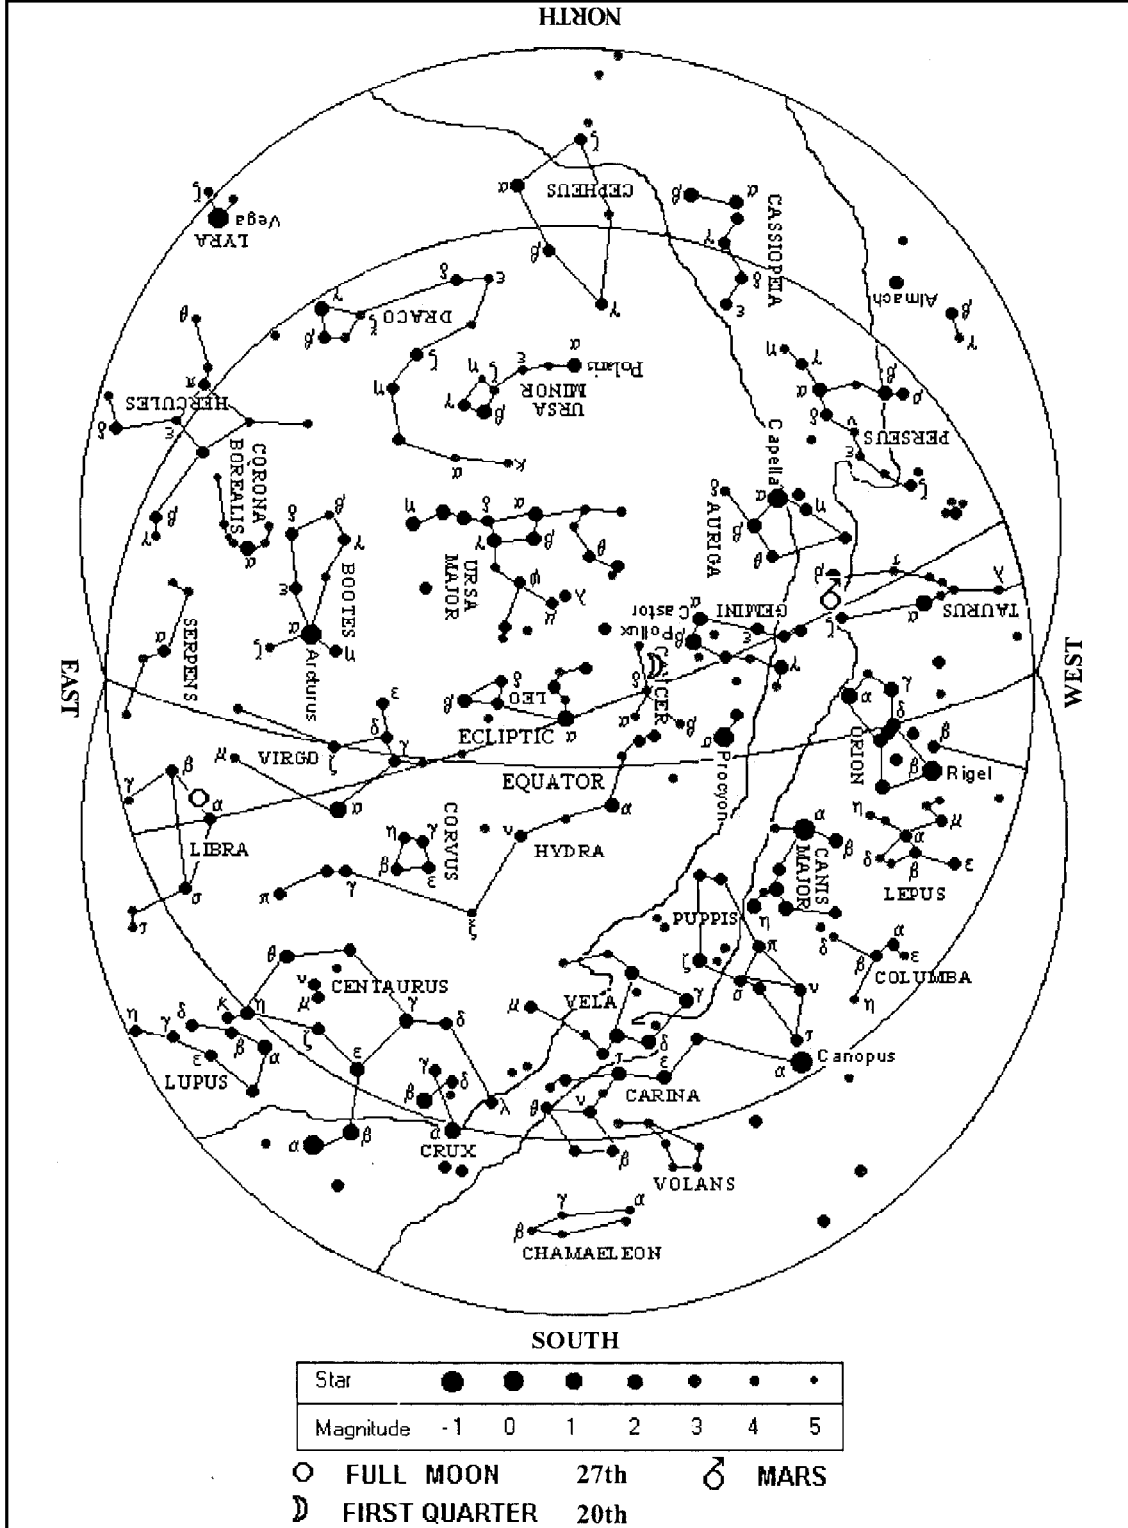 NORTH
ζ
α
CEPHEUS
β
α
ζ
Vega
LYRA
CASSIOPEIA
β
γ
γ
δ
ε
δ
ε
γ
β
ξ
DRACO
Almach
β
γ
θ
α
Polaris
ζ
η
ε
ζ
η
γ
β
URSA
MINOR
η
γ
α
β
ρ
δ
ν
ε
PERSEUS
ζ
π
HERCULES
δ
ε
α
κ
Capella
CORONA
BOREALIS
β
γ
α
δ
β
γ
ε
BOOTES
η
δ
α
γ
β
θ
δ
α
η
β
AURIGA
θ
URSA
MAJOR
ψ
λ
μ
β
τ
λ
α
TAURUS
ζ
α
Castor
GEMINI
β
Pollux
ε
γ
SERPENS
α
α
ζ
η
Arcturus
EAST
WEST
CANCER
δ
β
δ
β
LEO
α
ECLIPTIC
ε
δ
γ
VIRGO
ζ
μ
α
α
γ
δ
ORION
β
β
Rigel
α
Procyon
EQUATOR
γ
β
α
LIBRA
σ
τ
CORVUS
η
γ
β
ε
ν
HYDRA
α
π
γ
ξ
α
β
CANIS
MAJOR
η
η
μ
α
δ
β
ε
LEPUS
PUPPIS
π
ζ
σ
ν
τ
δ
α
β
ε
COLUMBA
η
θ
ν
CENTAURUS
μ
κ
η
ζ
γ
δ
ε
μ
VELA
γ
δ
η
γ
δ
β
α
ε
LUPUS
γ
β
δ
λ
α
CRUX
α
β
τ
ε
CARINA
α
Canopus
θ
ν
β
VOLANS
γ
α
β
CHAMAELEON
SOUTH
Star
Magnitude -1 0 1 2 3 4 5
FULL MOON 27th MARS
FIRST QUARTER 20th